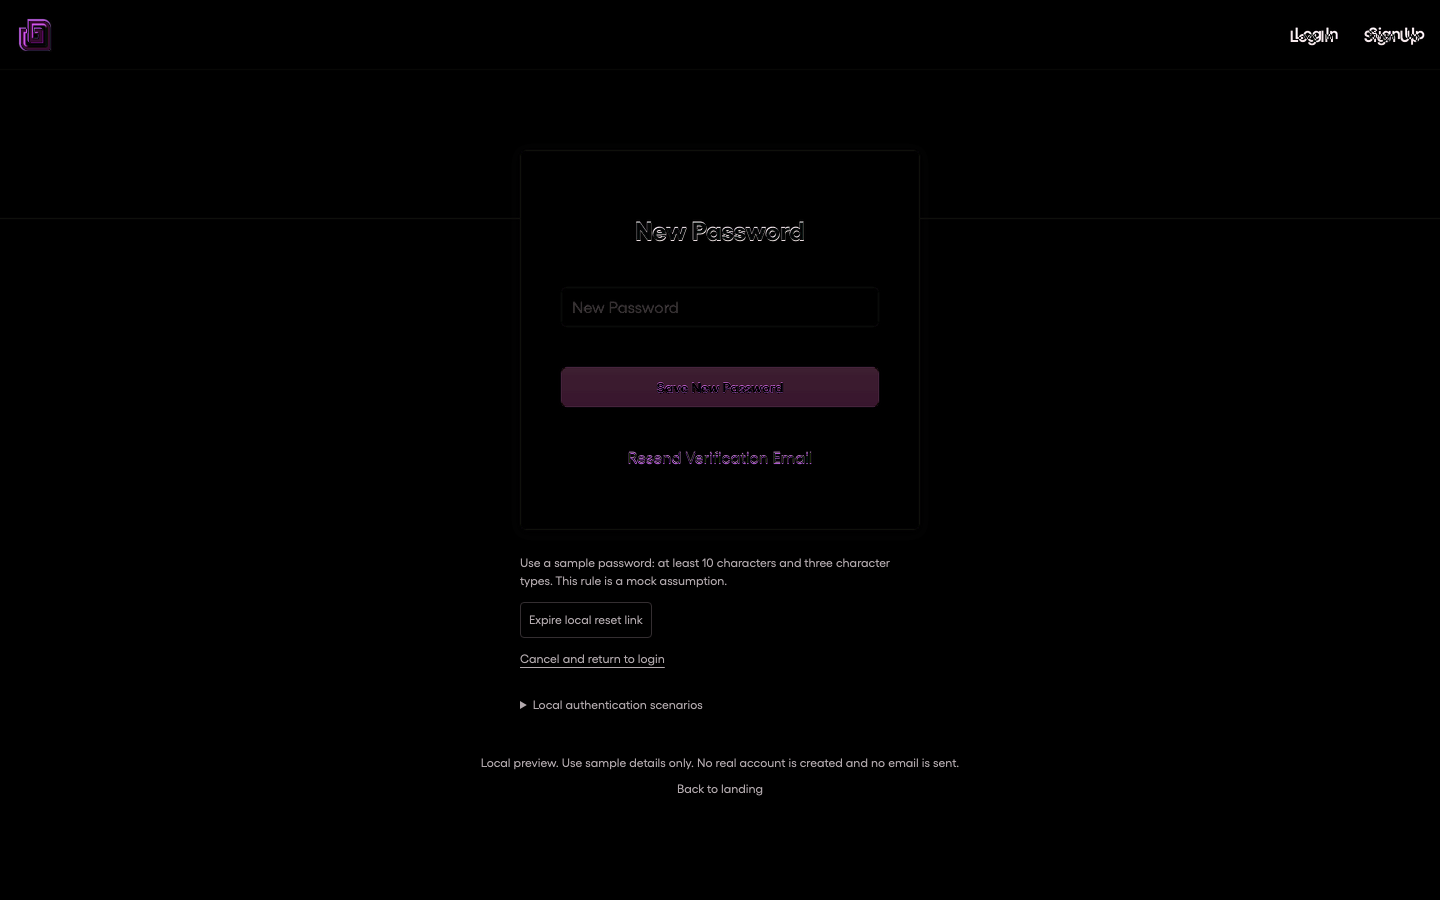 Log In
Sign Up
New Password
New Password
Save New Password
Resend Verification Email
Use a sample password: at least 10 characters and three character
types. This rule is a mock assumption.
Expire local reset link
Cancel and return to login
Local authentication scenarios
Local preview. Use sample details only. No real account is created and no email is sent.
Back to landing